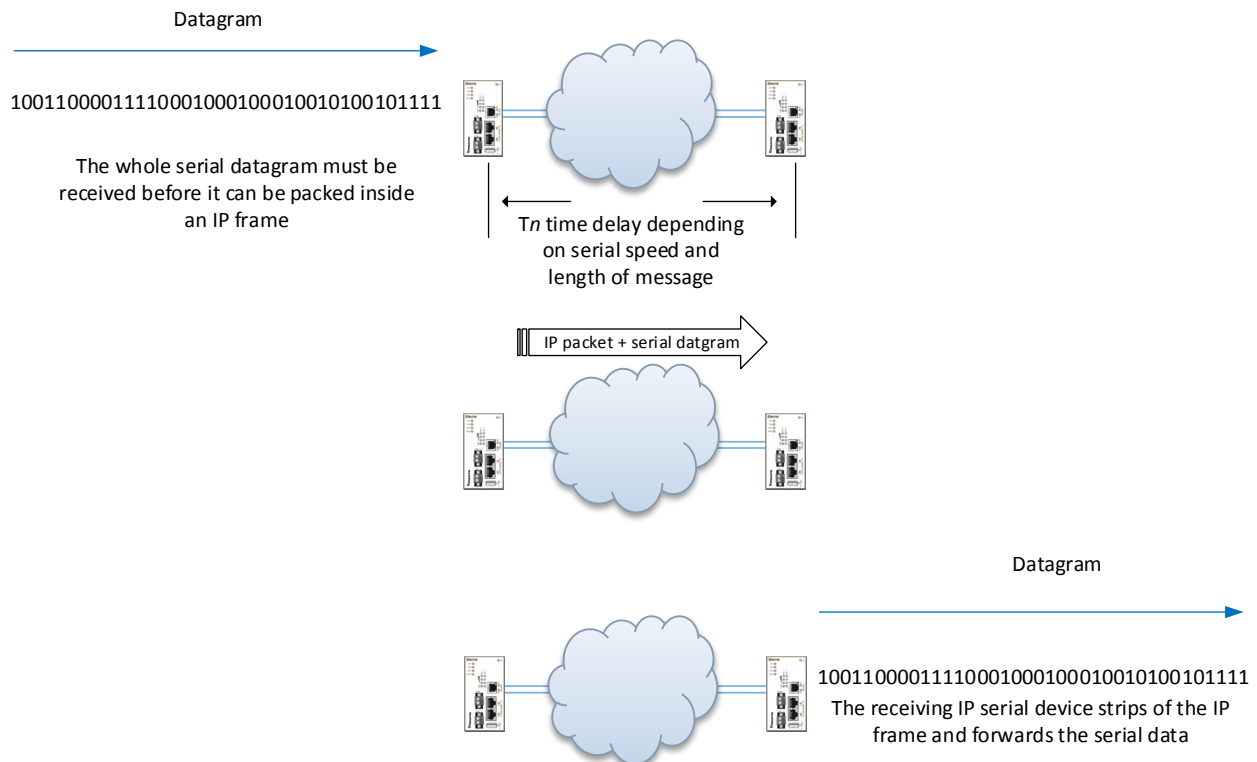 Datagram
10011000011110001000100010010100101111
The whole serial datagram must be
received before it can be packed inside
an IP frame
Tn time delay depending
on serial speed and
length of message
IP packet + serial datgram
Datagram
10011000011110001000100010010100101111
The receiving IP serial device strips of the IP
frame and forwards the serial data